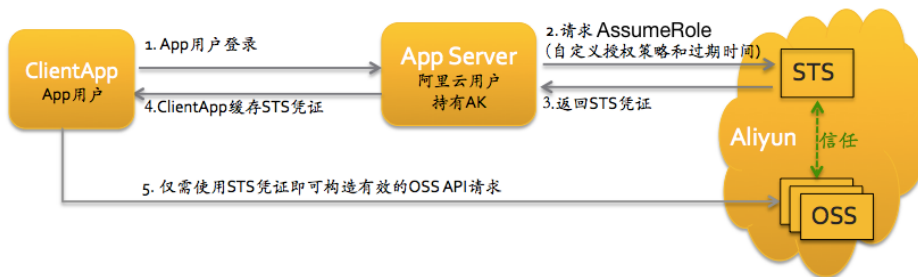 ClientApp
App用户
1. App用户登录
4.ClientApp缓存STS凭证
App Server
阿里云用户
持有AK
2.请求 AssumeRole
(自定义授权策略和过期时间)
3.返回STS凭证
STS
Aliyun
信任
OSS
5. 仅需使用STS凭证即可构造有效的OSS API请求